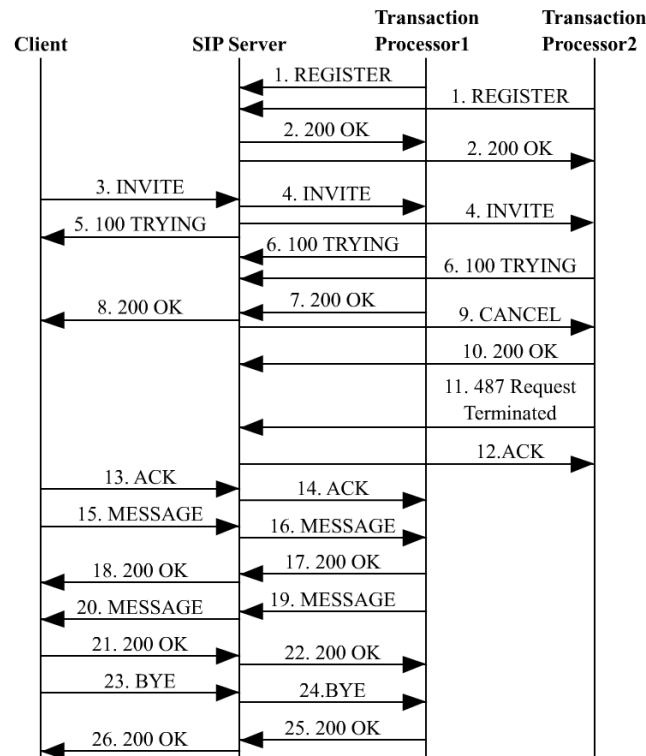 Transaction Transaction
Client SIP Server Processor1 Processor2
1. REGISTER
1. REGISTER
2. 200 OK
2. 200 OK
3. INVITE
4. INVITE
4. INVITE
5. 100 TRYING
6. 100 TRYING
6. 100 TRYING
7. 200 OK
8. 200 OK
9. CANCEL
10. 200 OK
11. 487 Request
Terminated
12.ACK
13. ACK
14. ACK
15. MESSAGE
16. MESSAGE
17. 200 OK
18. 200 OK
19. MESSAGE
20. MESSAGE
21. 200 OK
22. 200 OK
23. BYE
24.BYE
25. 200 OK
26. 200 OK